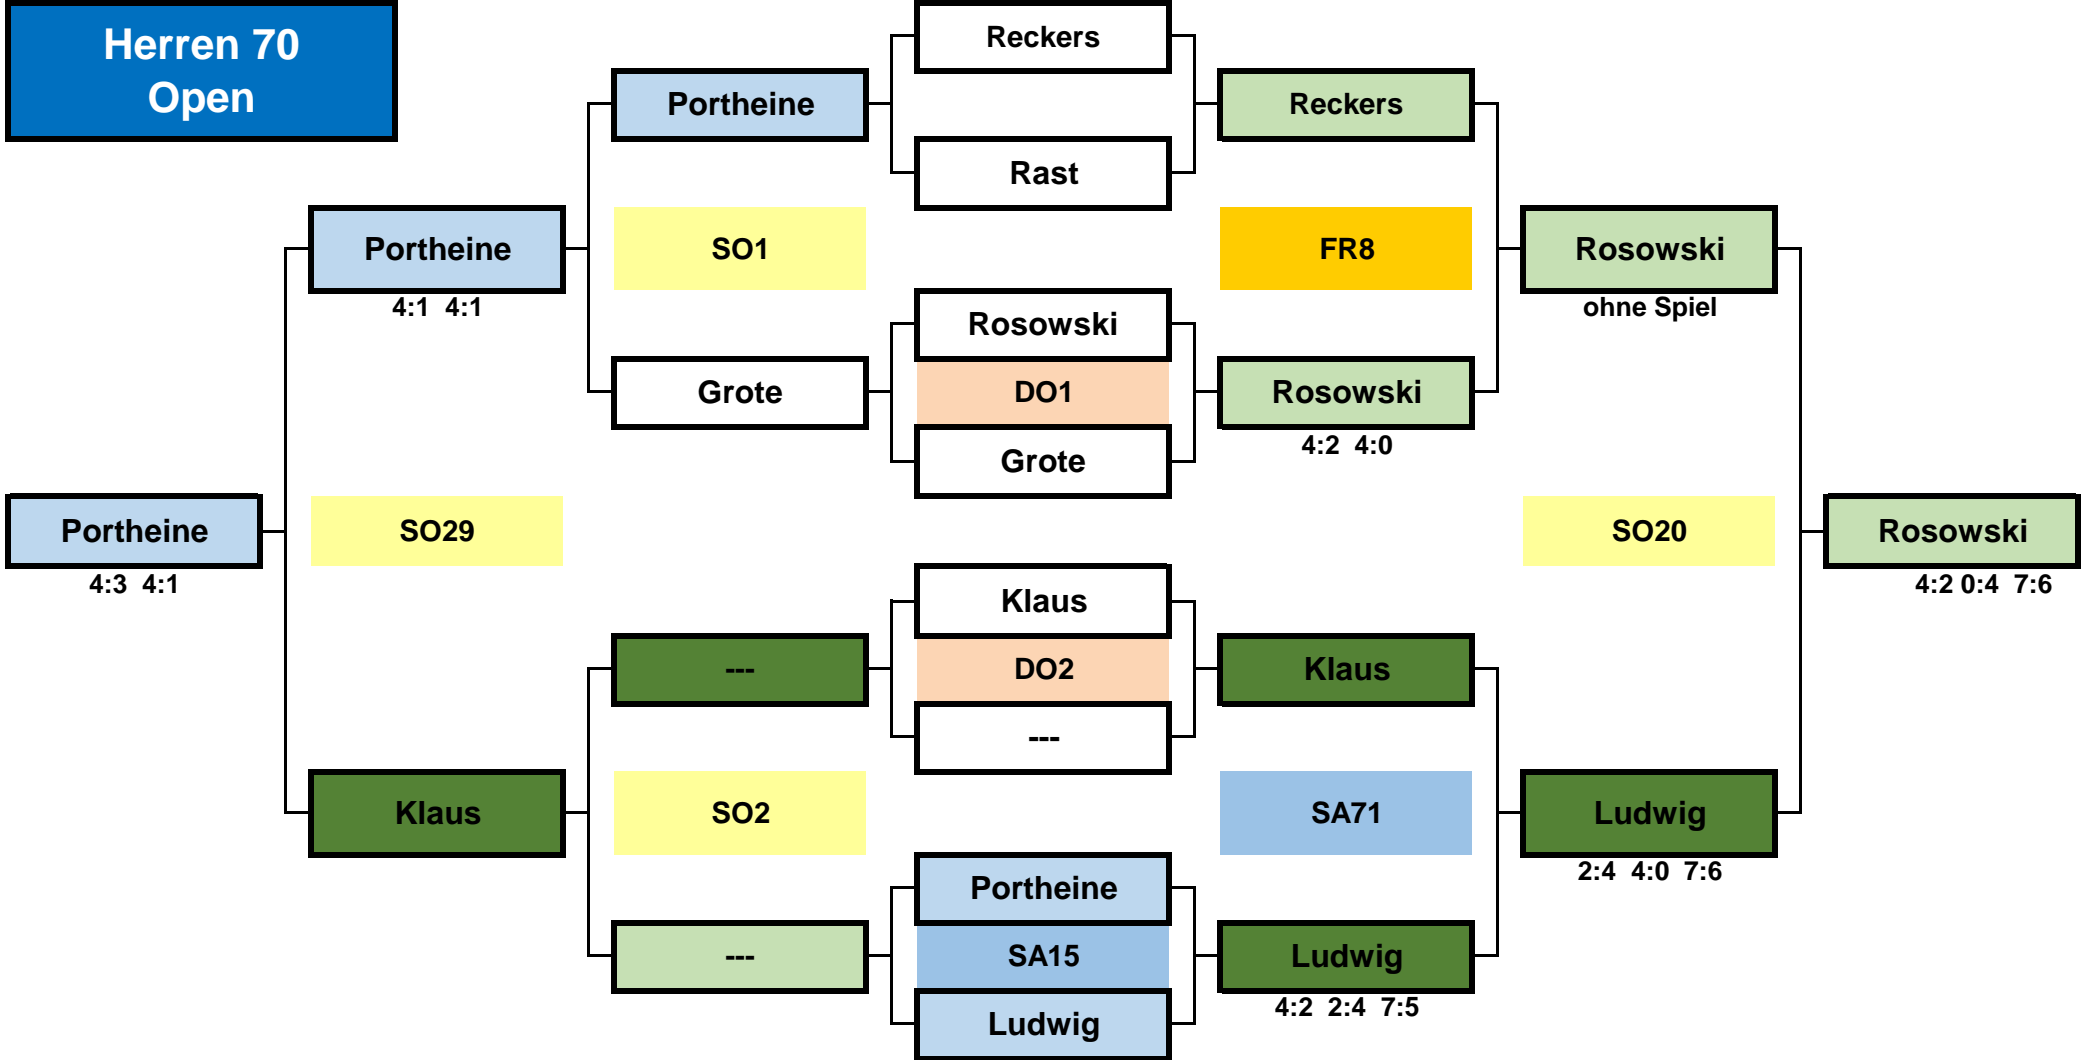 Herren 70
Open
Reckers
Portheine
Reckers
Rast
Portheine
SO1
FR8
Rosowski
4:1 4:1
ohne Spiel
Rosowski
Grote
DO1
Rosowski
4:2 4:0
Grote
Portheine
SO29
SO20
Rosowski
4:3 4:1
4:2 0:4 7:6
Klaus
---
DO2
Klaus
---
Klaus
SO2
SA71
Ludwig
2:4 4:0 7:6
Portheine
---
SA15
Ludwig
4:2 2:4 7:5
Ludwig